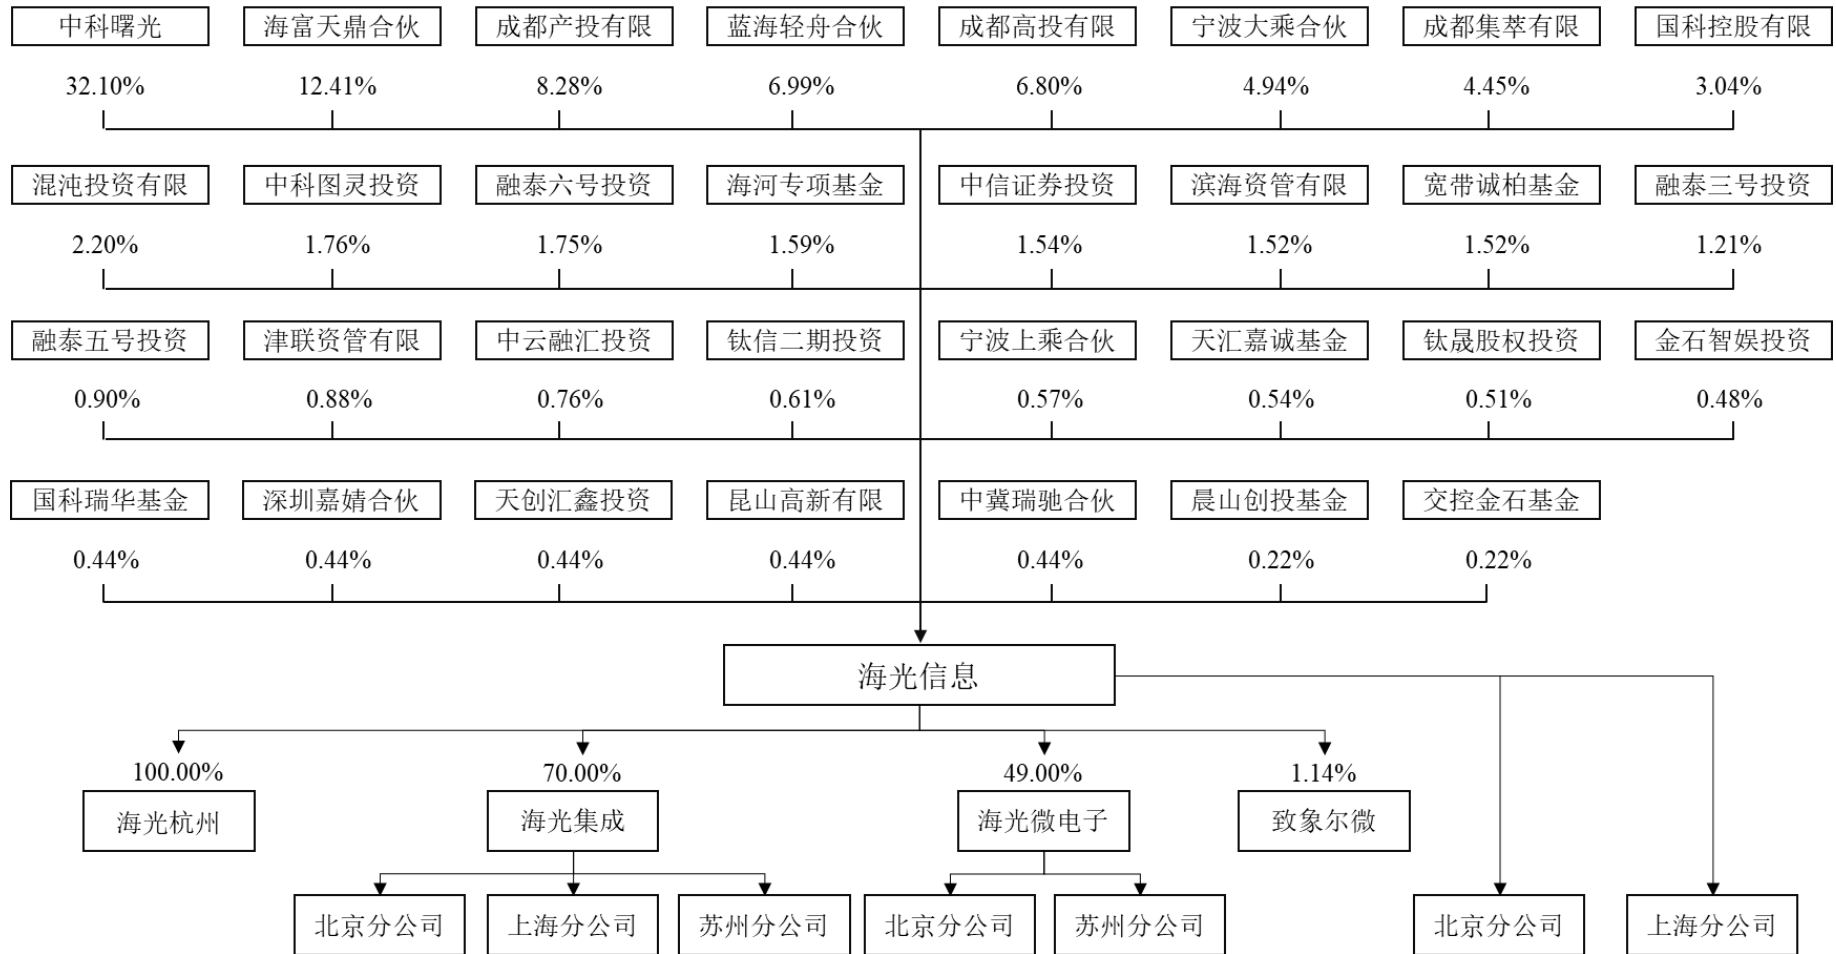 中科曙光 海富天鼎合伙 成都产投有限 蓝海轻舟合伙 成都高投有限 宁波大乘合伙 成都集萃有限 国科控股有限
32.10% 12.41% 8.28% 6.99% 6.80% 4.94% 4.45% 3.04%
混沌投资有限 中科图灵投资 融泰六号投资 海河专项基金 中信证券投资 滨海资管有限 宽带诚柏基金 融泰三号投资
2.20% 1.76% 1.75% 1.59% 1.54% 1.52% 1.52% 1.21%
融泰五号投资 津联资管有限 中云融汇投资 钛信二期投资 宁波上乘合伙 天汇嘉诚基金 钛晟股权投资 金石智娱投资
0.90% 0.88% 0.76% 0.61% 0.57% 0.54% 0.51% 0.48%
国科瑞华基金 深圳嘉婧合伙 天创汇鑫投资 昆山高新有限 中冀瑞驰合伙 晨山创投基金 交控金石基金
0.44% 0.44% 0.44% 0.44% 0.44% 0.22% 0.22%
海光信息
100.00% 70.00% 49.00% 1.14%
海光杭州 海光集成 海光微电子 致象尔微
北京分公司 上海分公司 苏州分公司 北京分公司 苏州分公司 北京分公司 上海分公司